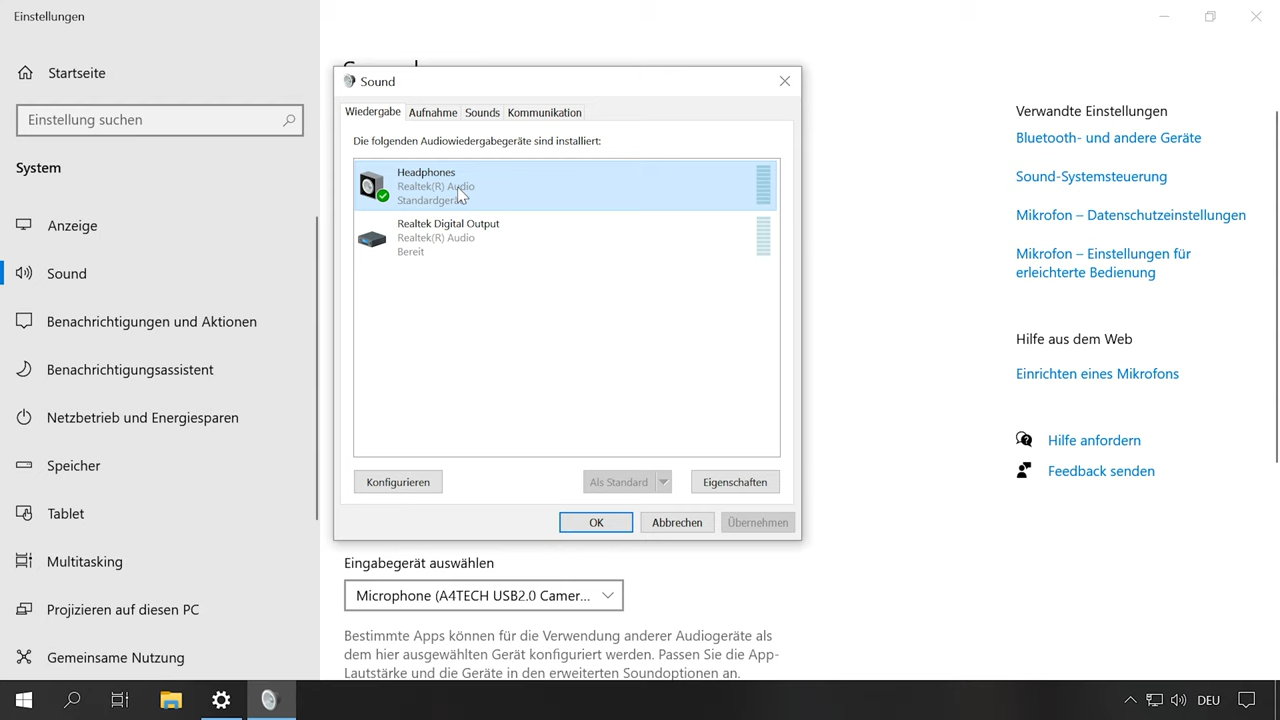 Einstellungen
Startseite
Einstellung suchen
System
Anzeige
Sound
Benachrichtigungen und Aktionen
Benachrichtigungsassistent
Netzbetrieb und Energiesparen
Speicher
Tablet
Multitasking
Projizieren auf diesen PC
Gemeinsame Nutzung
Sound
Wiedergabe Aufnahme Sounds Kommunikation
Die folgenden Audiowiedergabegeräte sind installiert:
Headphones
Realtek(R) Audio
Standardgerät
Realtek Digital Output
Realtek(R) Audio
Bereit
Konfigurieren
Als Standard
Eigenschaften
OK
Abbrechen
Übernehmen
Eingabegerät auswählen
Microphone (A4TECH USB2.0 Camer...
Bestimmte Apps können für die Verwendung anderer Audiogeräte als
dem hier ausgewählten Gerät konfiguriert werden. Passen Sie die App-
Lautstärke und die Geräte in den erweiterten Soundoptionen an.
Verwandte Einstellungen
Bluetooth- und andere Geräte
Sound-Systemsteuerung
Mikrofon – Datenschutzeinstellungen
Mikrofon – Einstellungen für
erleichterte Bedienung
Hilfe aus dem Web
Einrichten eines Mikrofons
Hilfe anfordern
Feedback senden
DEU